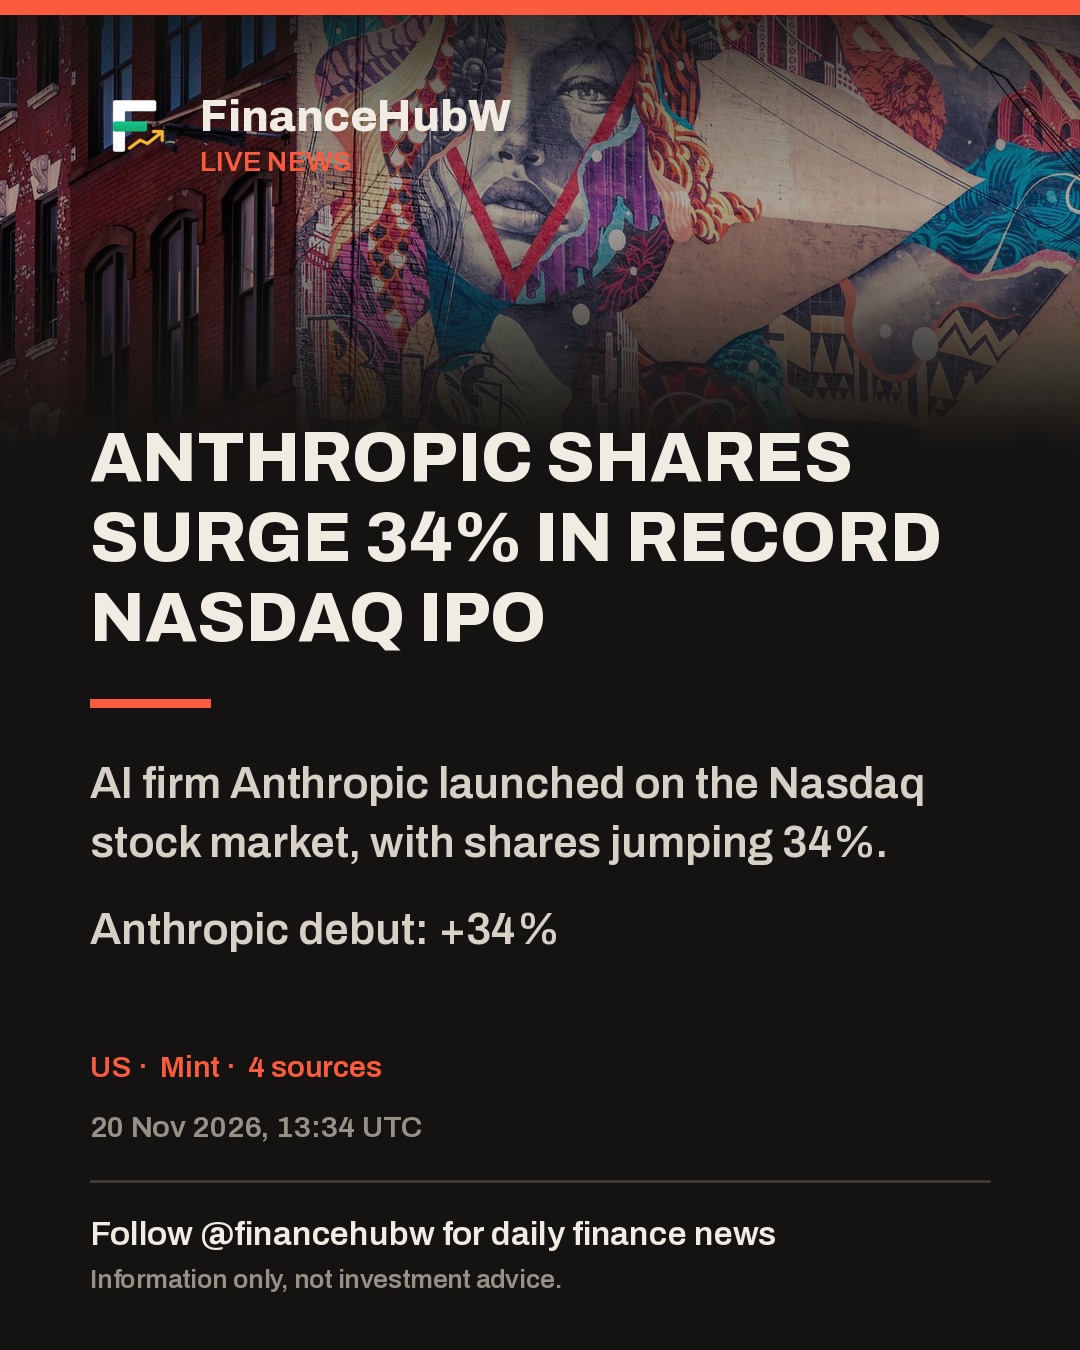 FinanceHubW
LIVE NEWS
ANTHROPIC SHARES
SURGE 34% IN RECORD
NASDAQ IPO
AI firm Anthropic launched on the Nasdaq
stock market, with shares jumping 34%.
Anthropic debut: +34%
US · Mint · 4 sources
20 Nov 2026, 13:34 UTC
Follow @financehubw for daily finance news
Information only, not investment advice.